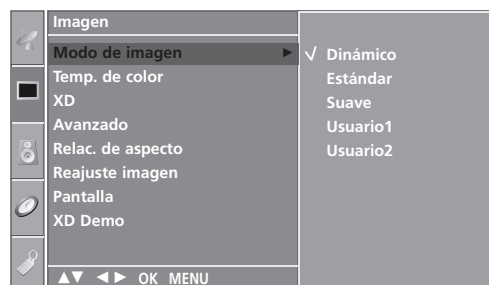 Imagen
Modo de imagen
Temp. de color
XD
Avanzado
Relac. de aspecto
Reajuste imagen
Pantalla
XD Demo
√ Dinámico
Estándar
Suave
Usuario1
Usuario2
▲▼ ◄► OK MENU